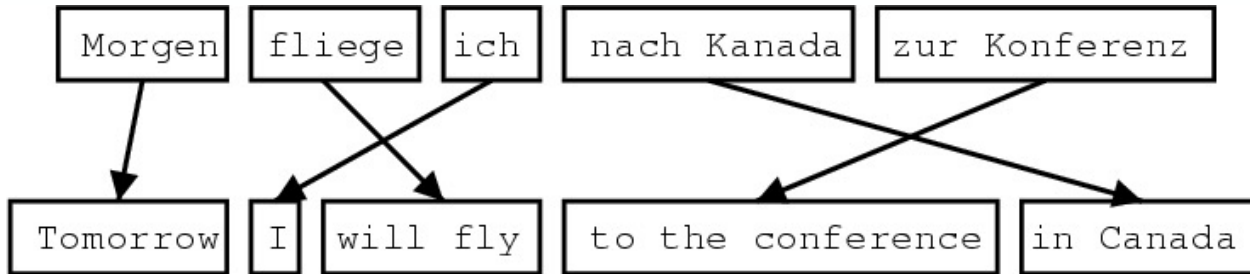 Morgen fliege ich nach Kanada zur Konferenz
Tomorrow I will fly to the conference in Canada